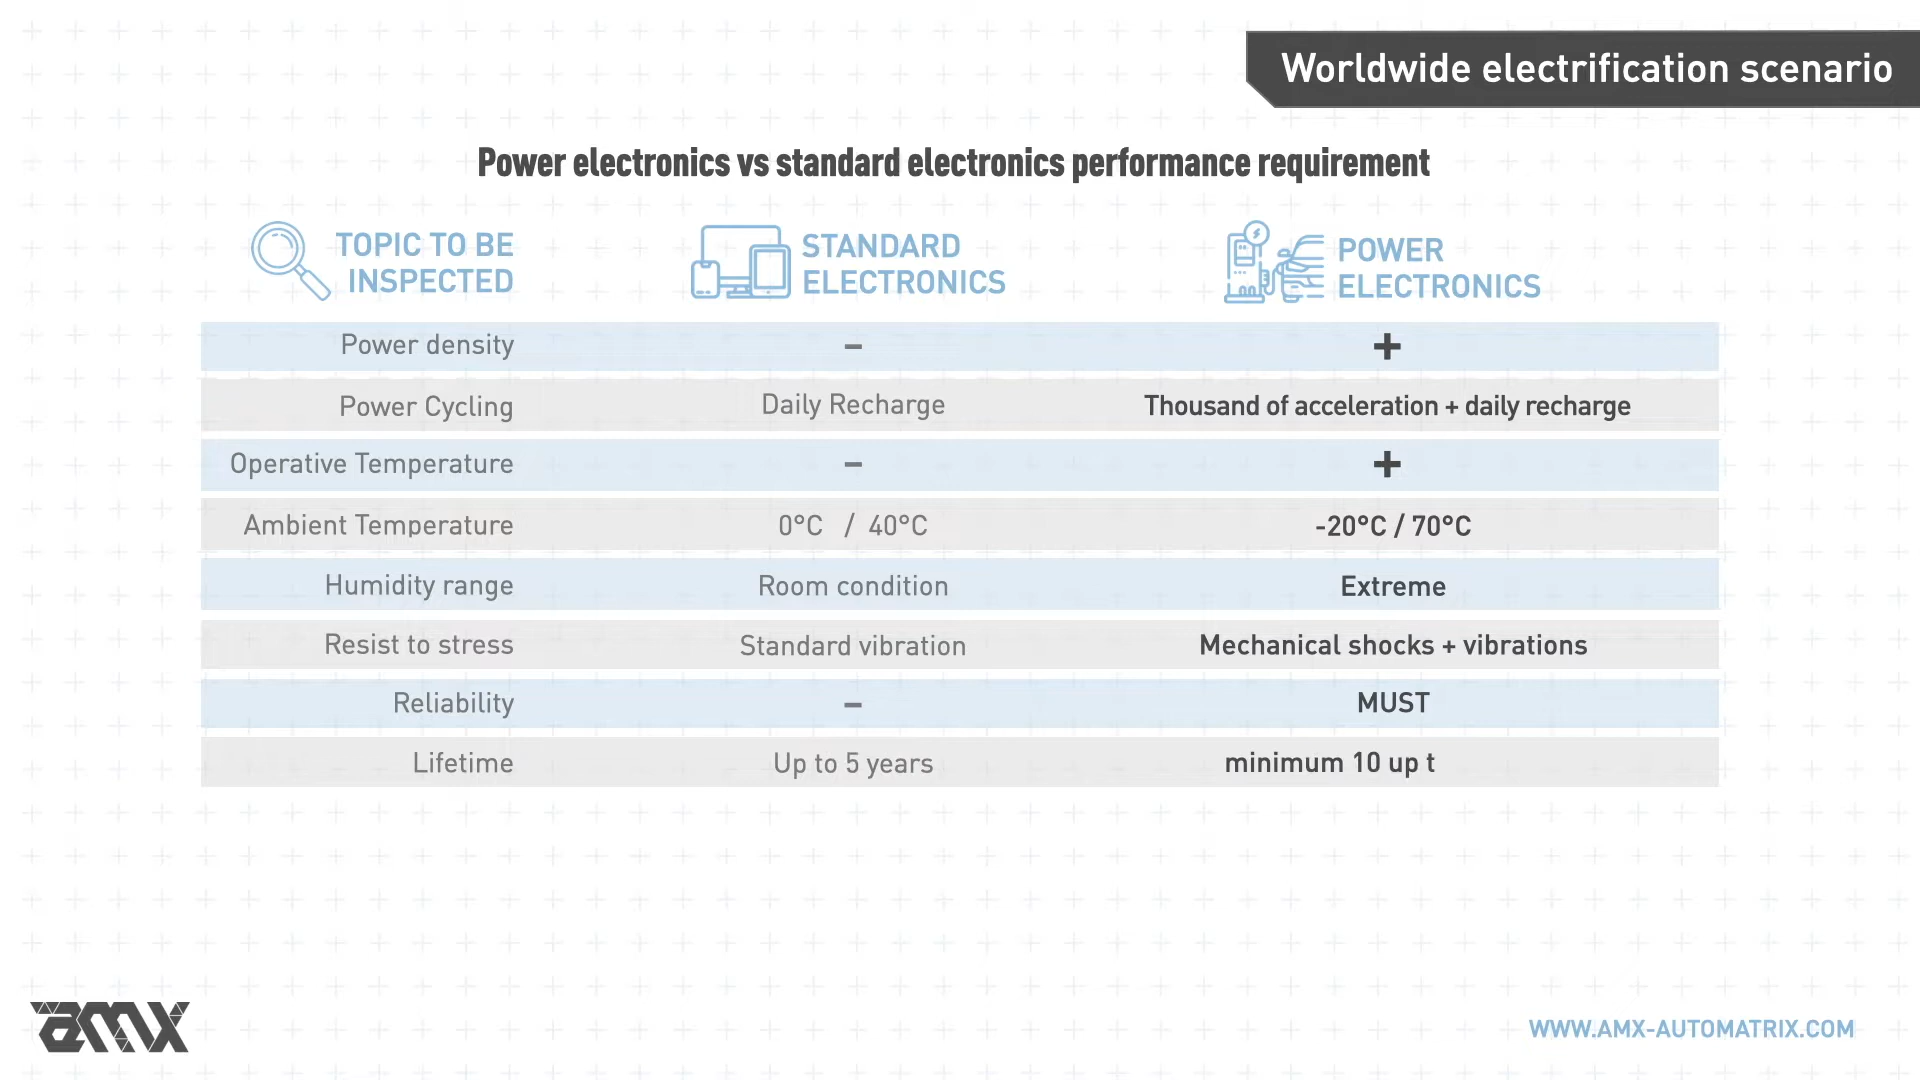 Worldwide electrification scenario
Power electronics vs standard electronics performance requirement
TOPIC TO BE
INSPECTED
STANDARD
ELECTRONICS
POWER
ELECTRONICS
Power density - +
Power Cycling Daily Recharge Thousand of acceleration + daily recharge
Operative Temperature - +
Ambient Temperature 0°C / 40°C -20°C / 70°C
Humidity range Room condition Extreme
Resist to stress Standard vibration Mechanical shocks + vibrations
Reliability - MUST
Lifetime Up to 5 years minimum 10 up t
amx
WWW.AMX-AUTOMATRIX.COM